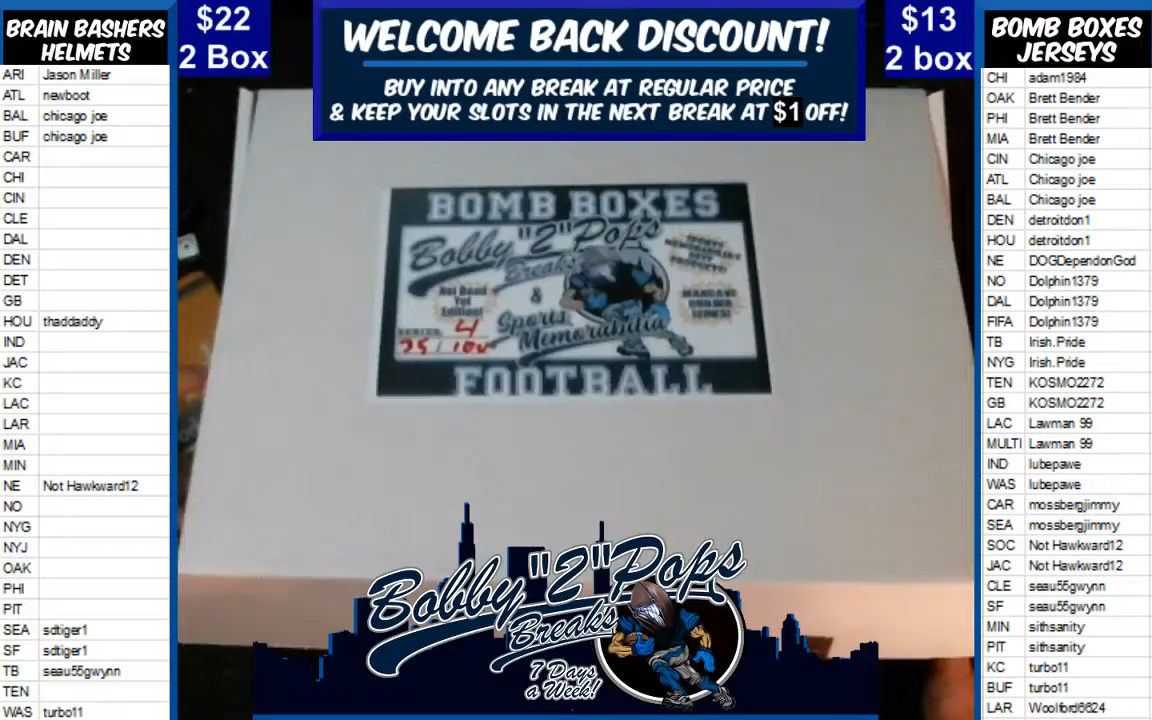 BRAIN BASHERS
HELMETS
ARI Jason Miller
ATL newboot
BAL chicago joe
BUF chicago joe
CAR
CHI
CIN
CLE
DAL
DEN
DET
GB
HOU thaddaddy
IND
JAC
KC
LAC
LAR
MIA
MIN
NE Not Hawkward12
NO
NYG
NYJ
OAK
PHI
PIT
SEA sdtiger1
SF sdtiger1
TB seau55gwynn
TEN
WAS turbo11
$22
2 Box
WELCOME BACK DISCOUNT!
BUY INTO ANY BREAK AT REGULAR PRICE
& KEEP YOUR SLOTS IN THE NEXT BREAK AT $1 OFF!
$13
2 box
BOMB BOXES
Bobby "2" Pops
Breaks
&
Sports
Memorabilia
Not Dead
Yet
Edition!
SERIES 4
FOOTBALL
Bobby "2" Pops
Breaks
7 Days
a Week!
BOMB BOXES
JERSEYS
CHI adam1984
OAK Brett Bender
PHI Brett Bender
MIA Brett Bender
CIN Chicago joe
ATL Chicago joe
BAL Chicago joe
DEN detroitdon1
HOU detroitdon1
NE DOGDependonGod
NO Dolphin1379
DAL Dolphin1379
FIFA Dolphin1379
TB Irish.Pride
NYG Irish.Pride
TEN KOSMO2272
GB KOSMO2272
LAC Lawman 99
MULTI Lawman 99
IND lubepawe
WAS lubepawe
CAR mossbergjimmy
SEA mossbergjimmy
SOC Not Hawkward12
JAC Not Hawkward12
CLE seau55gwynn
SF seau55gwynn
MIN sithsanity
PIT sithsanity
KC turbo11
BUF turbo11
LAR Woolford6624